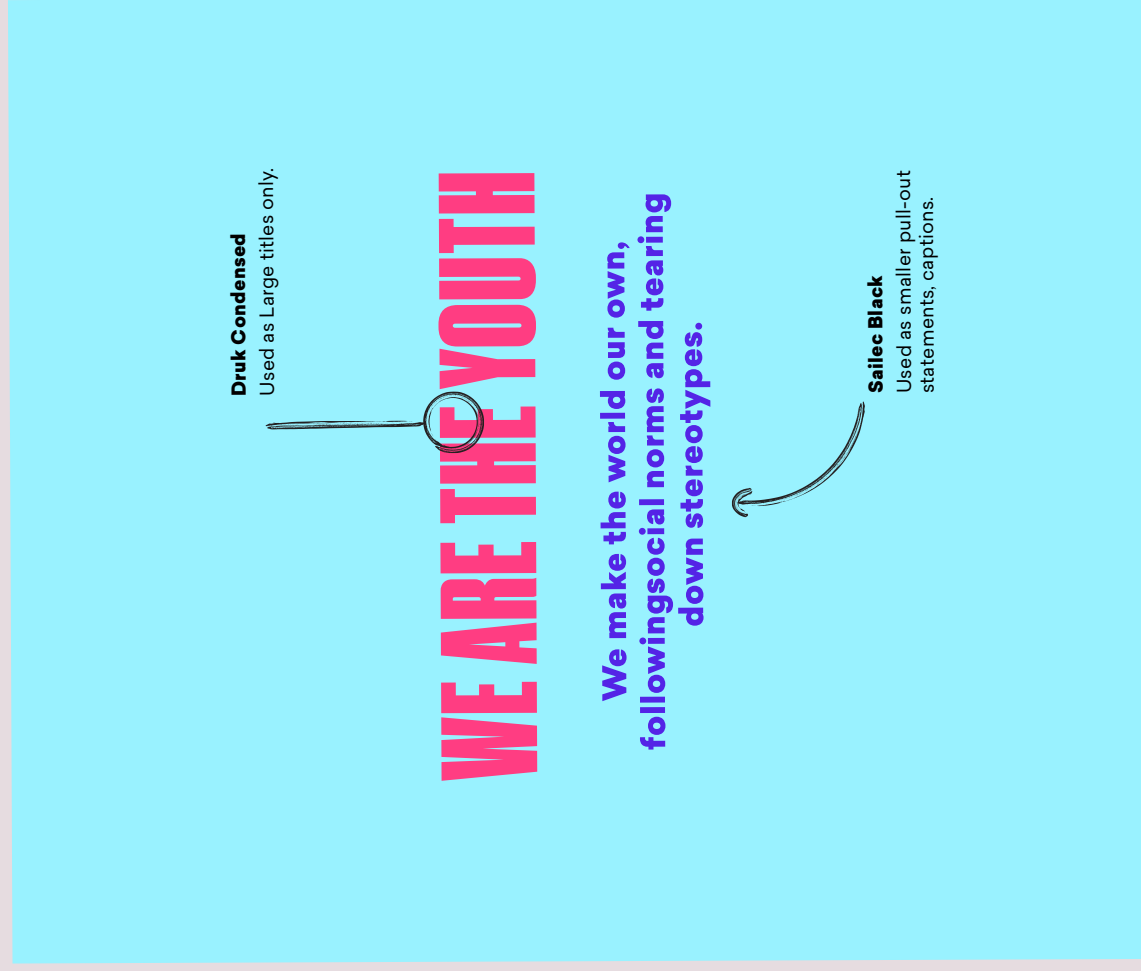 Druk Condensed
Used as Large titles only.
WE ARE THE YOUTH
We make the world our own,
followingsocial norms and tearing
down stereotypes.
Sailec Black
Used as smaller pull-out
statements, captions.